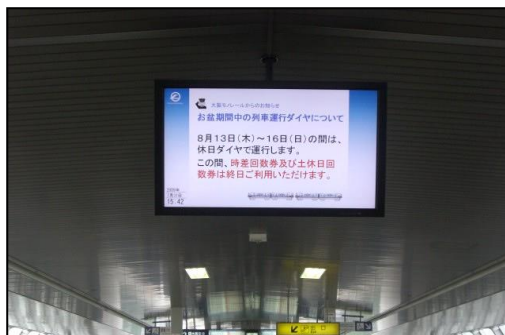 大阪モノレールからのお知らせ
お盆期間中の列車運行ダイヤについて
8月13日(木)～16日(日)の間は、
休日ダイヤで運行します。
この間、時差回数券及び土休日回
数券は終日ご利用いただけます。
15:42